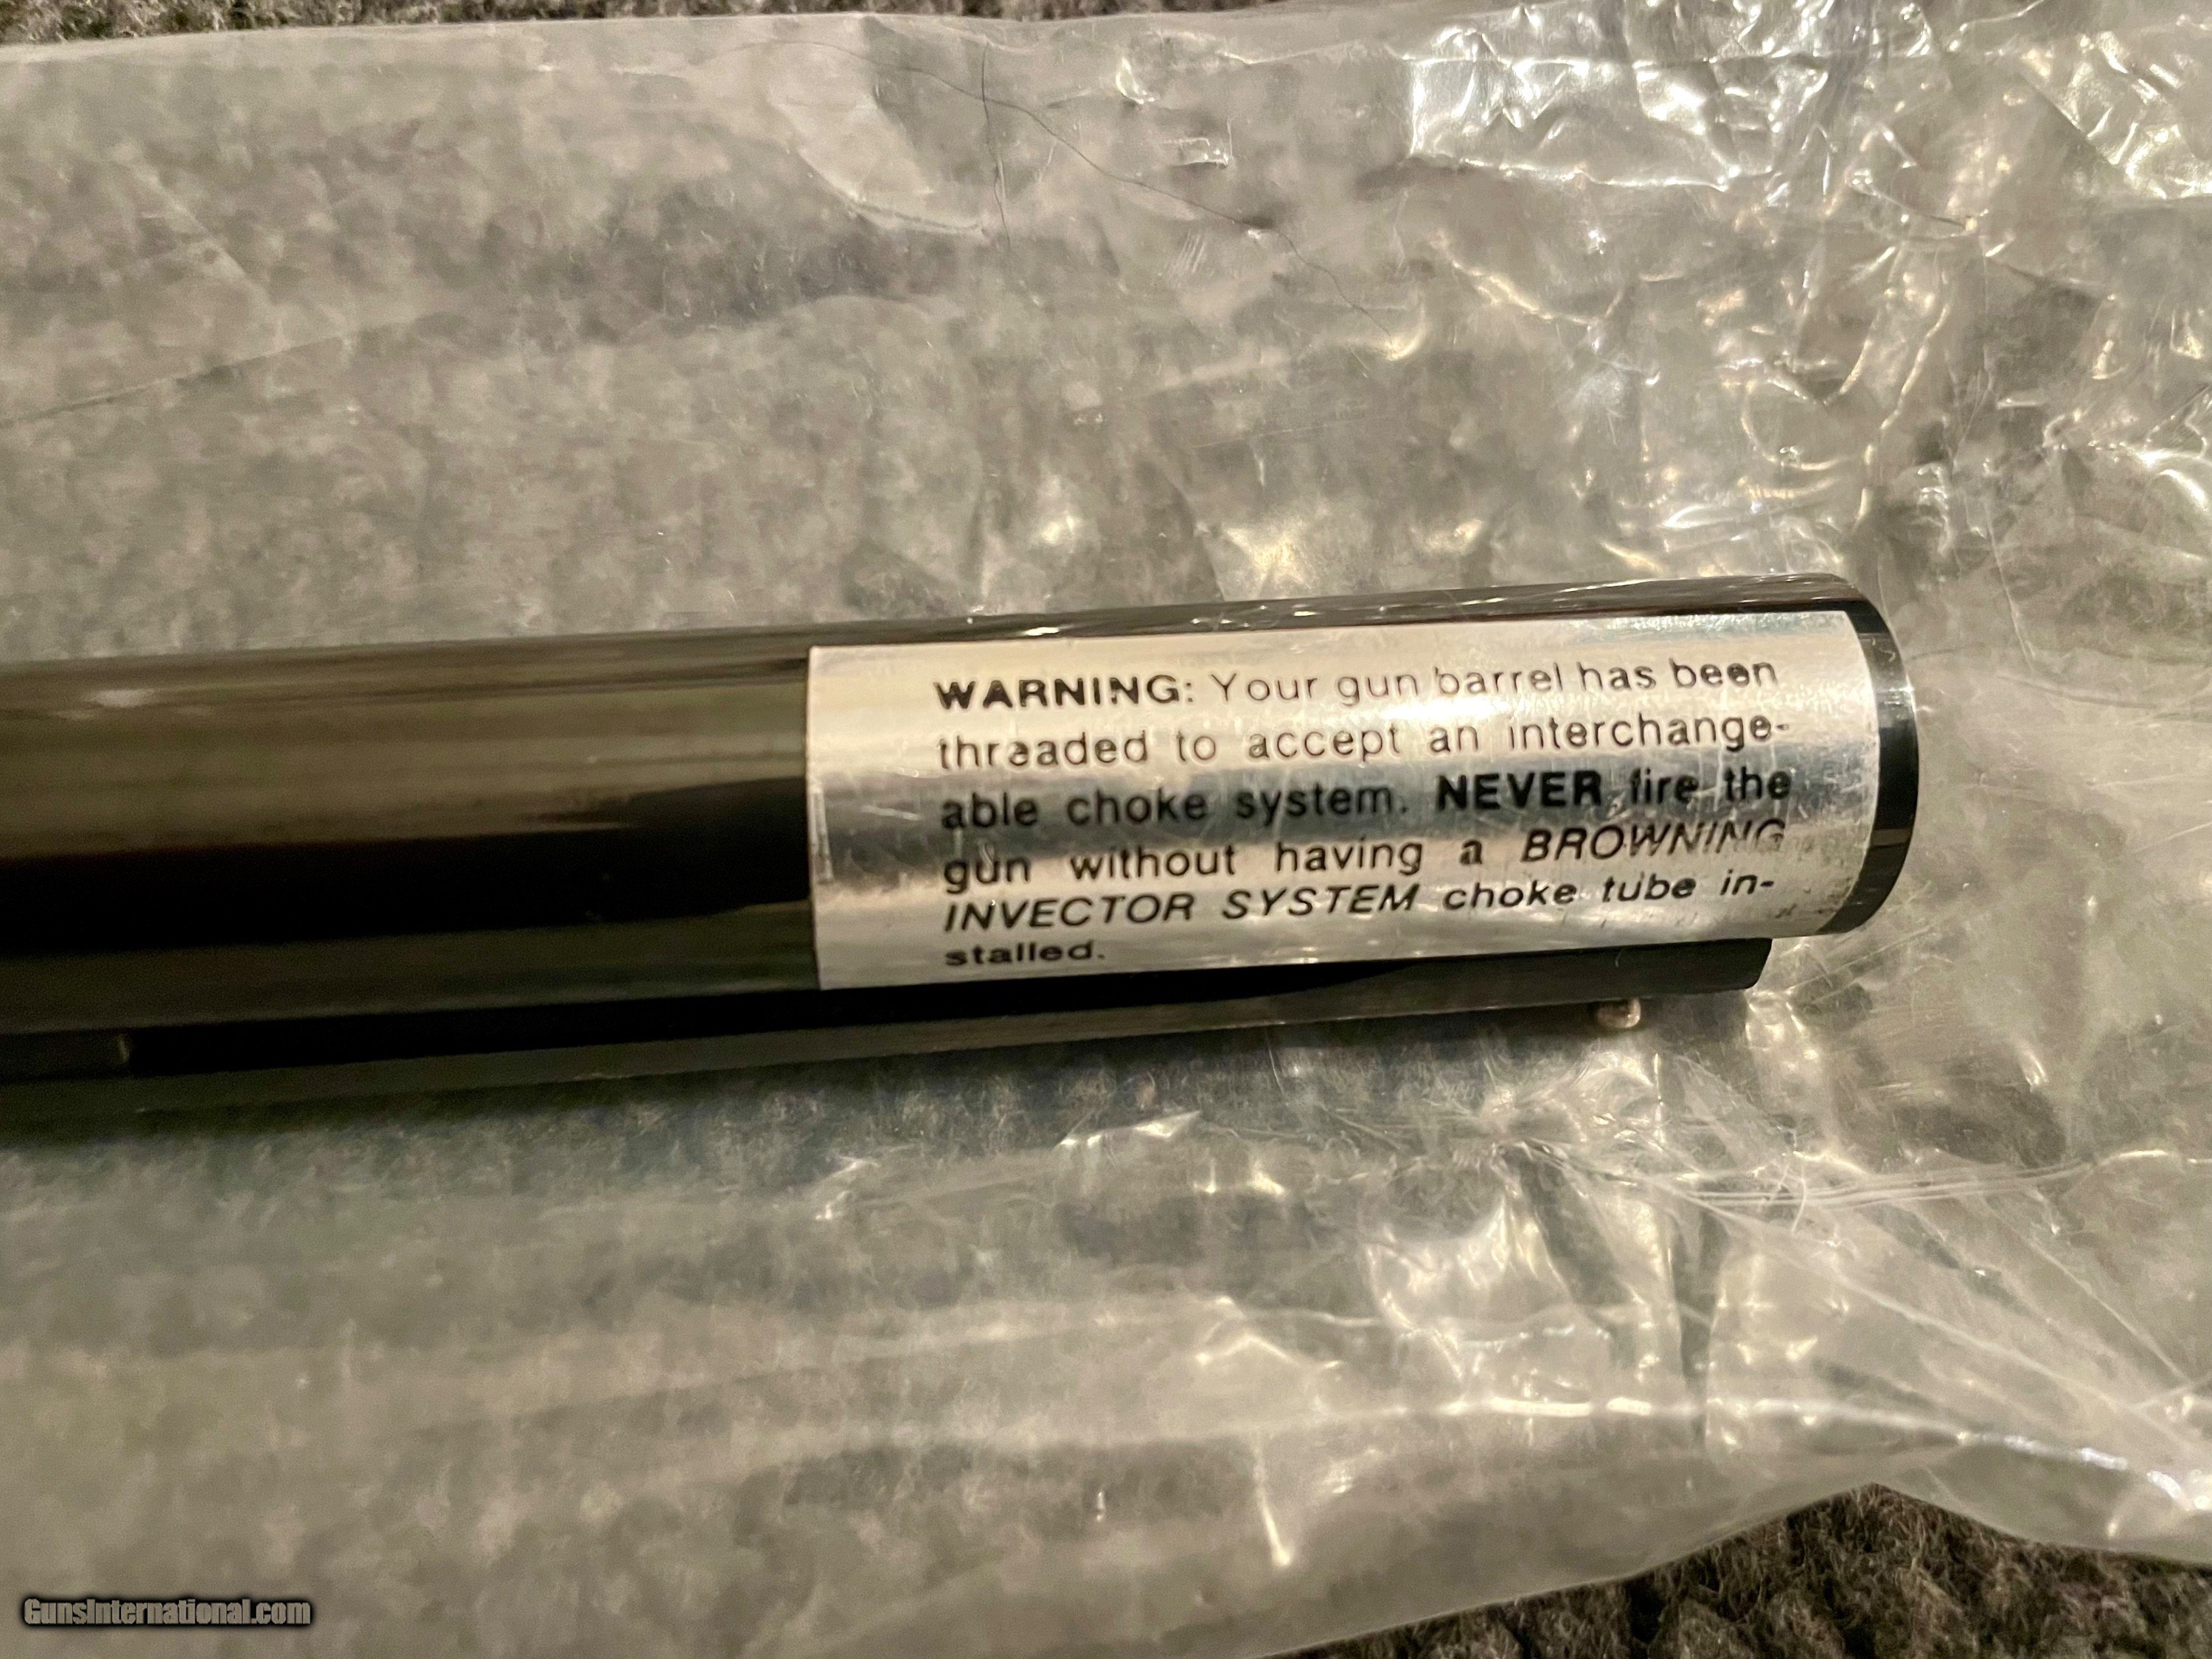 WARNING: Your gun barrel has been
threaded to accept an interchange-
able choke system. NEVER fire the
gun without having a BROWNING
INVECTOR SYSTEM choke tube in-
stalled.
GunsInternational.com